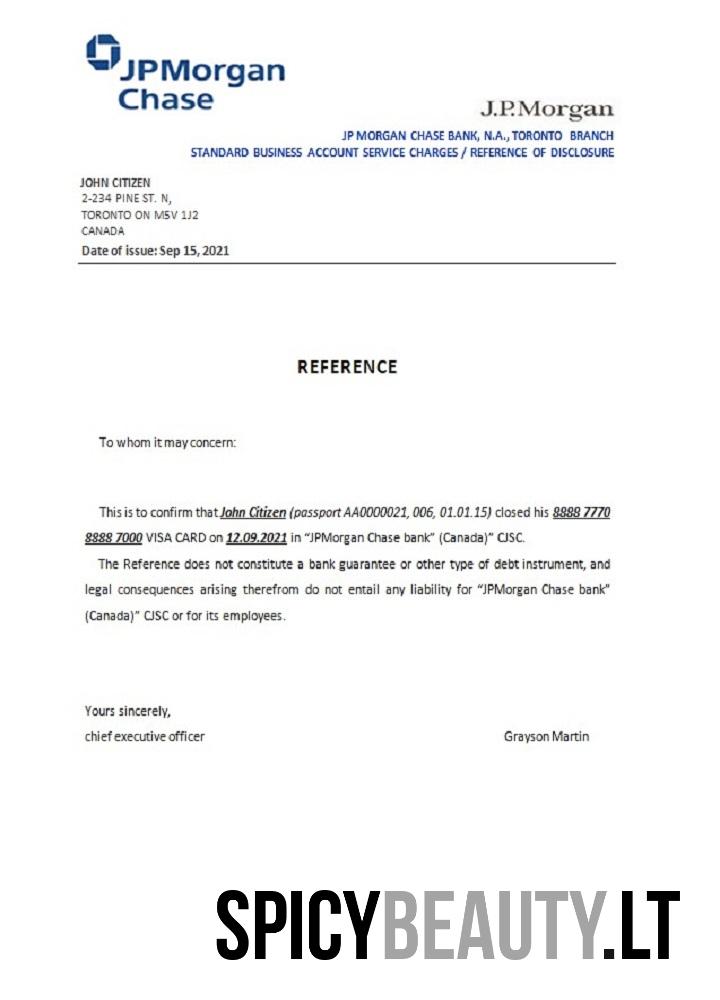 JPMorgan
Chase
J.P.Morgan
JP MORGAN CHASE BANK, N.A., TORONTO BRANCH
STANDARD BUSINESS ACCOUNT SERVICE CHARGES / REFERENCE OF DISCLOSURE
JOHN CITIZEN
2-234 PINE ST. N,
TORONTO ON M5V 1J2
CANADA
Date of issue: Sep 15, 2021
REFERENCE
To whom it may concern:
This is to confirm that John Citizen (passport AA0000021, 006, 01.01.15) closed his 8888 7770
8888 7000 VISA CARD on 12.09.2021 in “JPMorgan Chase bank” (Canada)” CJSC.
The Reference does not constitute a bank guarantee or other type of debt instrument, and
legal consequences arising therefrom do not entail any liability for “JPMorgan Chase bank”
(Canada)” CJSC or for its employees.
Yours sincerely,
chief executive officer Grayson Martin
SPICYBEAUTY.LT